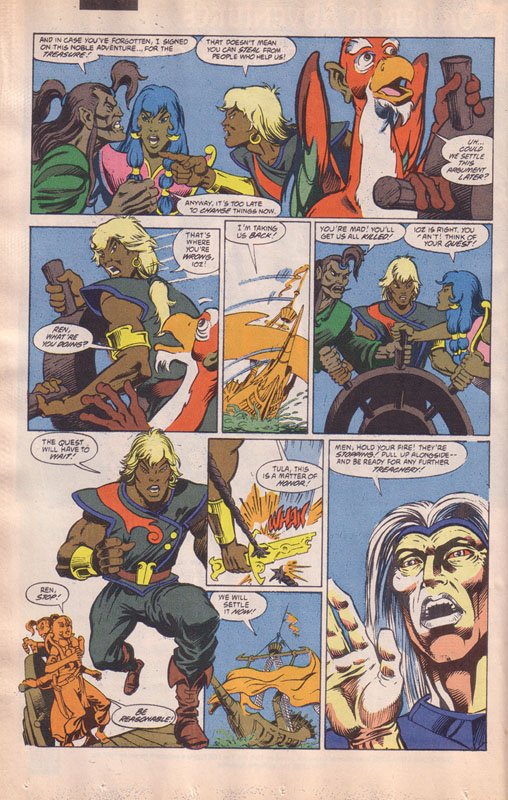 AND IN CASE YOU'VE FORGOTTEN, I SIGNED
ON THIS NOBLE ADVENTURE... FOR THE
TREASURE!
THAT DOESN'T MEAN
YOU CAN STEAL FROM
PEOPLE WHO HELP US!
ANYWAY, IT'S TOO LATE
TO CHANGE THINGS NOW.
UH...
COULD
WE SETTLE
THIS
ARGUMENT
LATER?
THAT'S
WHERE
YOU'RE
WRONG,
IOZ!
REN,
WHAT'RE
YOU DOING?
I'M TAKING
US BACK!
YOU'RE MAD! YOU'LL
GET US ALL KILLED!
IOZ IS RIGHT. YOU
CAN'T! THINK OF
YOUR QUEST!
THE QUEST
WILL HAVE TO
WAIT!
REN,
STOP!
BE
REASONABLE!
TULA, THIS
IS A MATTER OF
HONOR!
WHAM
WE WILL
SETTLE
IT NOW!
MEN, HOLD YOUR FIRE! THEY'RE
STOPPING! PULL UP ALONGSIDE--
AND BE READY FOR ANY FURTHER
TREACHERY!